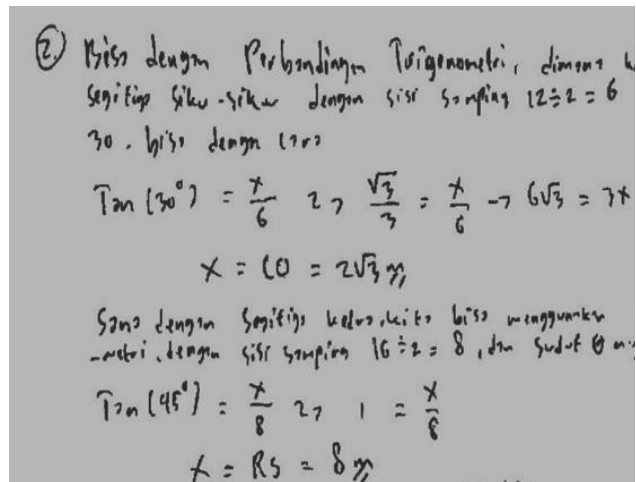 ② Bisa dengan Perbandingan Trigonometri, dimana
segitiga siku-siku dengan sisi samping 12÷2 = 6
30. bisa dengan cara
Tan (30°) = x/6 => √3/3 = x/6 → 6√3 = 3x
x = CO = 2√3 m
Sama dengan segitiga kedua, kita bisa menggunakan
-metri, dengan sisi samping 16÷2 = 8, dan sudut θ
Tan (45°) = x/8 => 1 = x/8
x = RS = 8 m